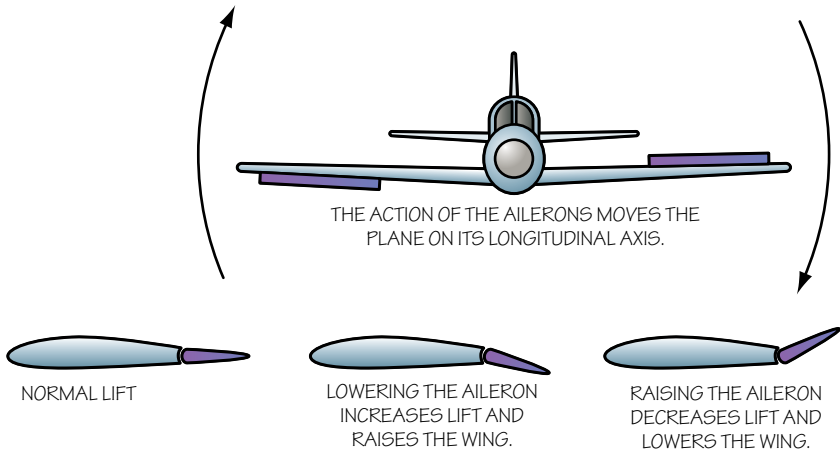 THE ACTION OF THE AILERONS MOVES THE
PLANE ON ITS LONGITUDINAL AXIS.
NORMAL LIFT
LOWERING THE AILERON
INCREASES LIFT AND
RAISES THE WING.
RAISING THE AILERON
DECREASES LIFT AND
LOWERS THE WING.